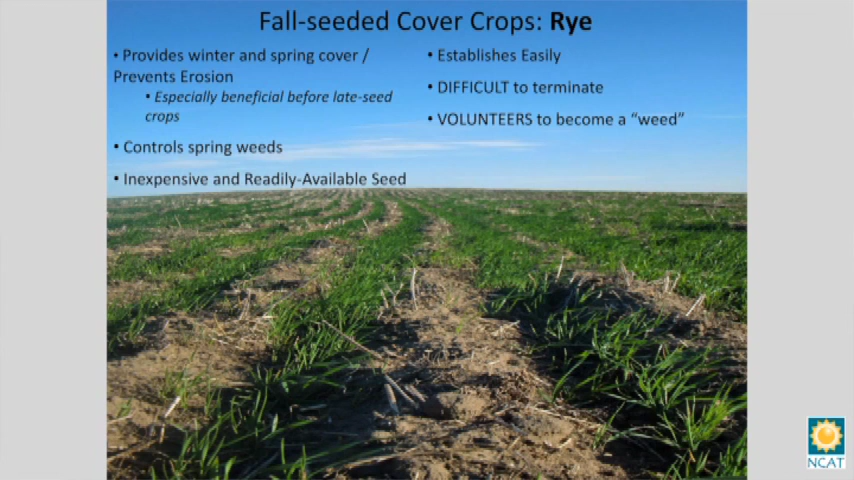 Fall-seeded Cover Crops: Rye
• Provides winter and spring cover /
Prevents Erosion
• Especially beneficial before late-seed
crops
• Controls spring weeds
• Inexpensive and Readily-Available Seed
• Establishes Easily
• DIFFICULT to terminate
• VOLUNTEERS to become a “weed”
NCAT